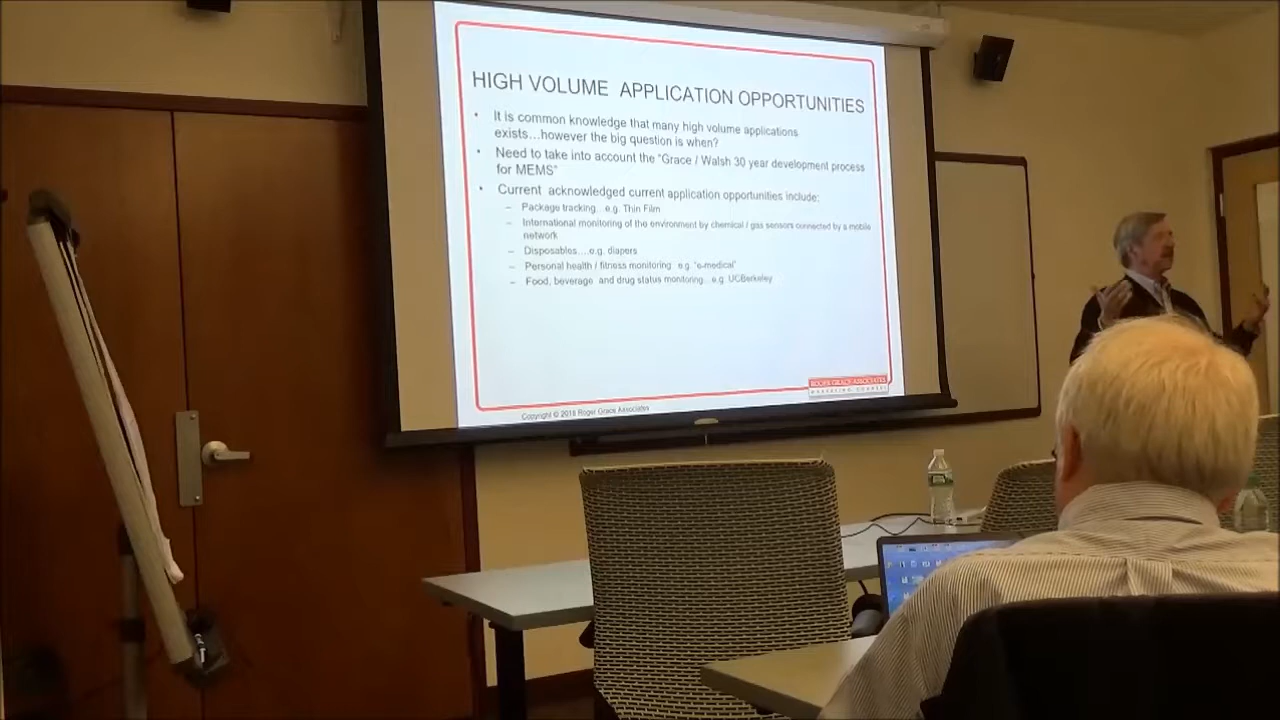 HIGH VOLUME APPLICATION OPPORTUNITIES
• It is common knowledge that many high volume applications
exists…however the big question is when?
• Need to take into account the "Grace / Walsh 30 year development process
for MEMS"
• Current acknowledged current application opportunities include:
– Package tracking…e.g. Thin Film
– International monitoring of the environment by chemical / gas sensors connected by a mobile
network
– Disposables….e.g. diapers
– Personal health / fitness monitoring e.g. "e-medical"
– Food, beverage and drug status monitoring…e.g. UCBerkeley
ROGER GRACE ASSOCIATES
Copyright © 2016 Roger Grace Associates